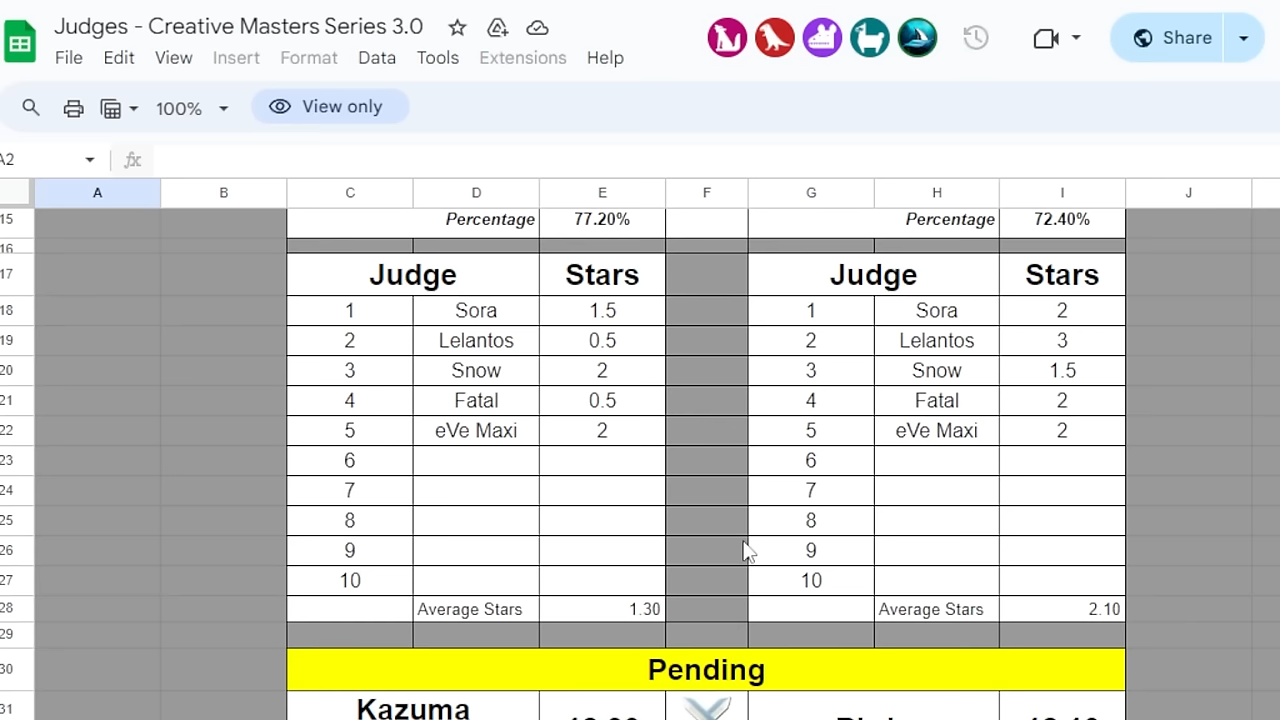 Judges - Creative Masters Series 3.0
File Edit View Insert Format Data Tools Extensions Help
Share
100% View only
A2 fx
A B C D E F G H I J
15 Percentage 77.20% Percentage 72.40%
16
17 Judge Stars Judge Stars
18 1 Sora 1.5 1 Sora 2
19 2 Lelantos 0.5 2 Lelantos 3
20 3 Snow 2 3 Snow 1.5
21 4 Fatal 0.5 4 Fatal 2
22 5 eVe Maxi 2 5 eVe Maxi 2
23 6 6
24 7 7
25 8 8
26 9 9
27 10 10
28 Average Stars 1.30 Average Stars 2.10
29
30 Pending
31 Kazuma